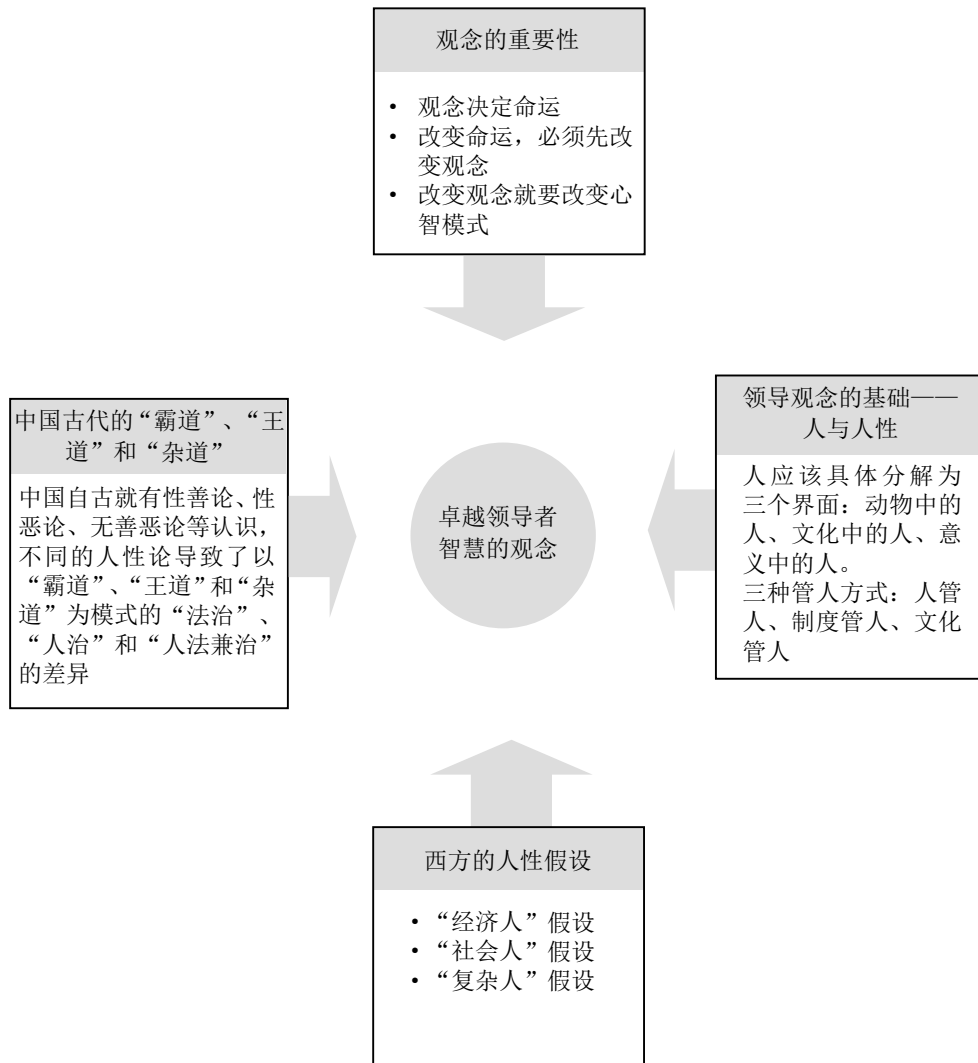 观念的重要性
• 观念决定命运
• 改变命运，必须先改
变观念
• 改变观念就要改变心
智模式
中国古代的“霸道”、“王
道”和“杂道”
中国自古就有性善论、性
恶论、无善恶论等认识，
不同的人性论导致了以
“霸道”、“王道”和“杂
道”为模式的“法治”、
“人治”和“人法兼治”
的差异
卓越领导者
智慧的观念
领导观念的基础——
人与人性
人应该具体分解为
三个界面：动物中的
人、文化中的人、意
义中的人。
三种管人方式：人管
人、制度管人、文化
管人
西方的人性假设
• “经济人”假设
• “社会人”假设
• “复杂人”假设